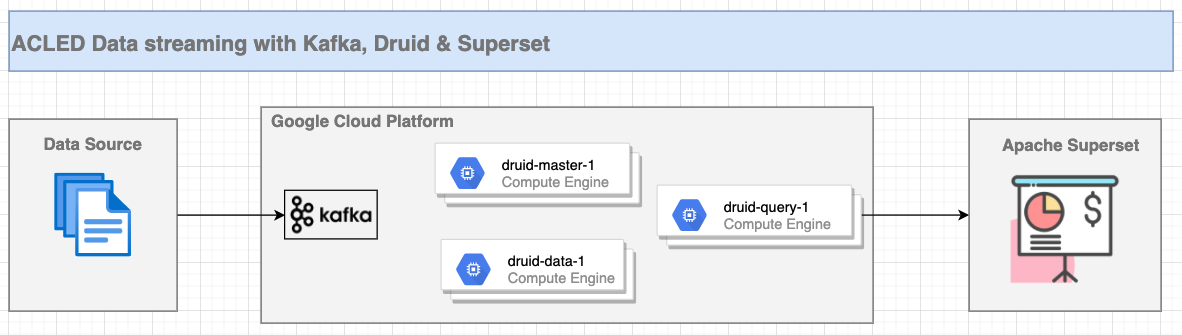 ACLED Data streaming with Kafka, Druid & Superset
Data Source
Google Cloud Platform
kafka
druid-master-1
Compute Engine
druid-data-1
Compute Engine
druid-query-1
Compute Engine
Apache Superset
$